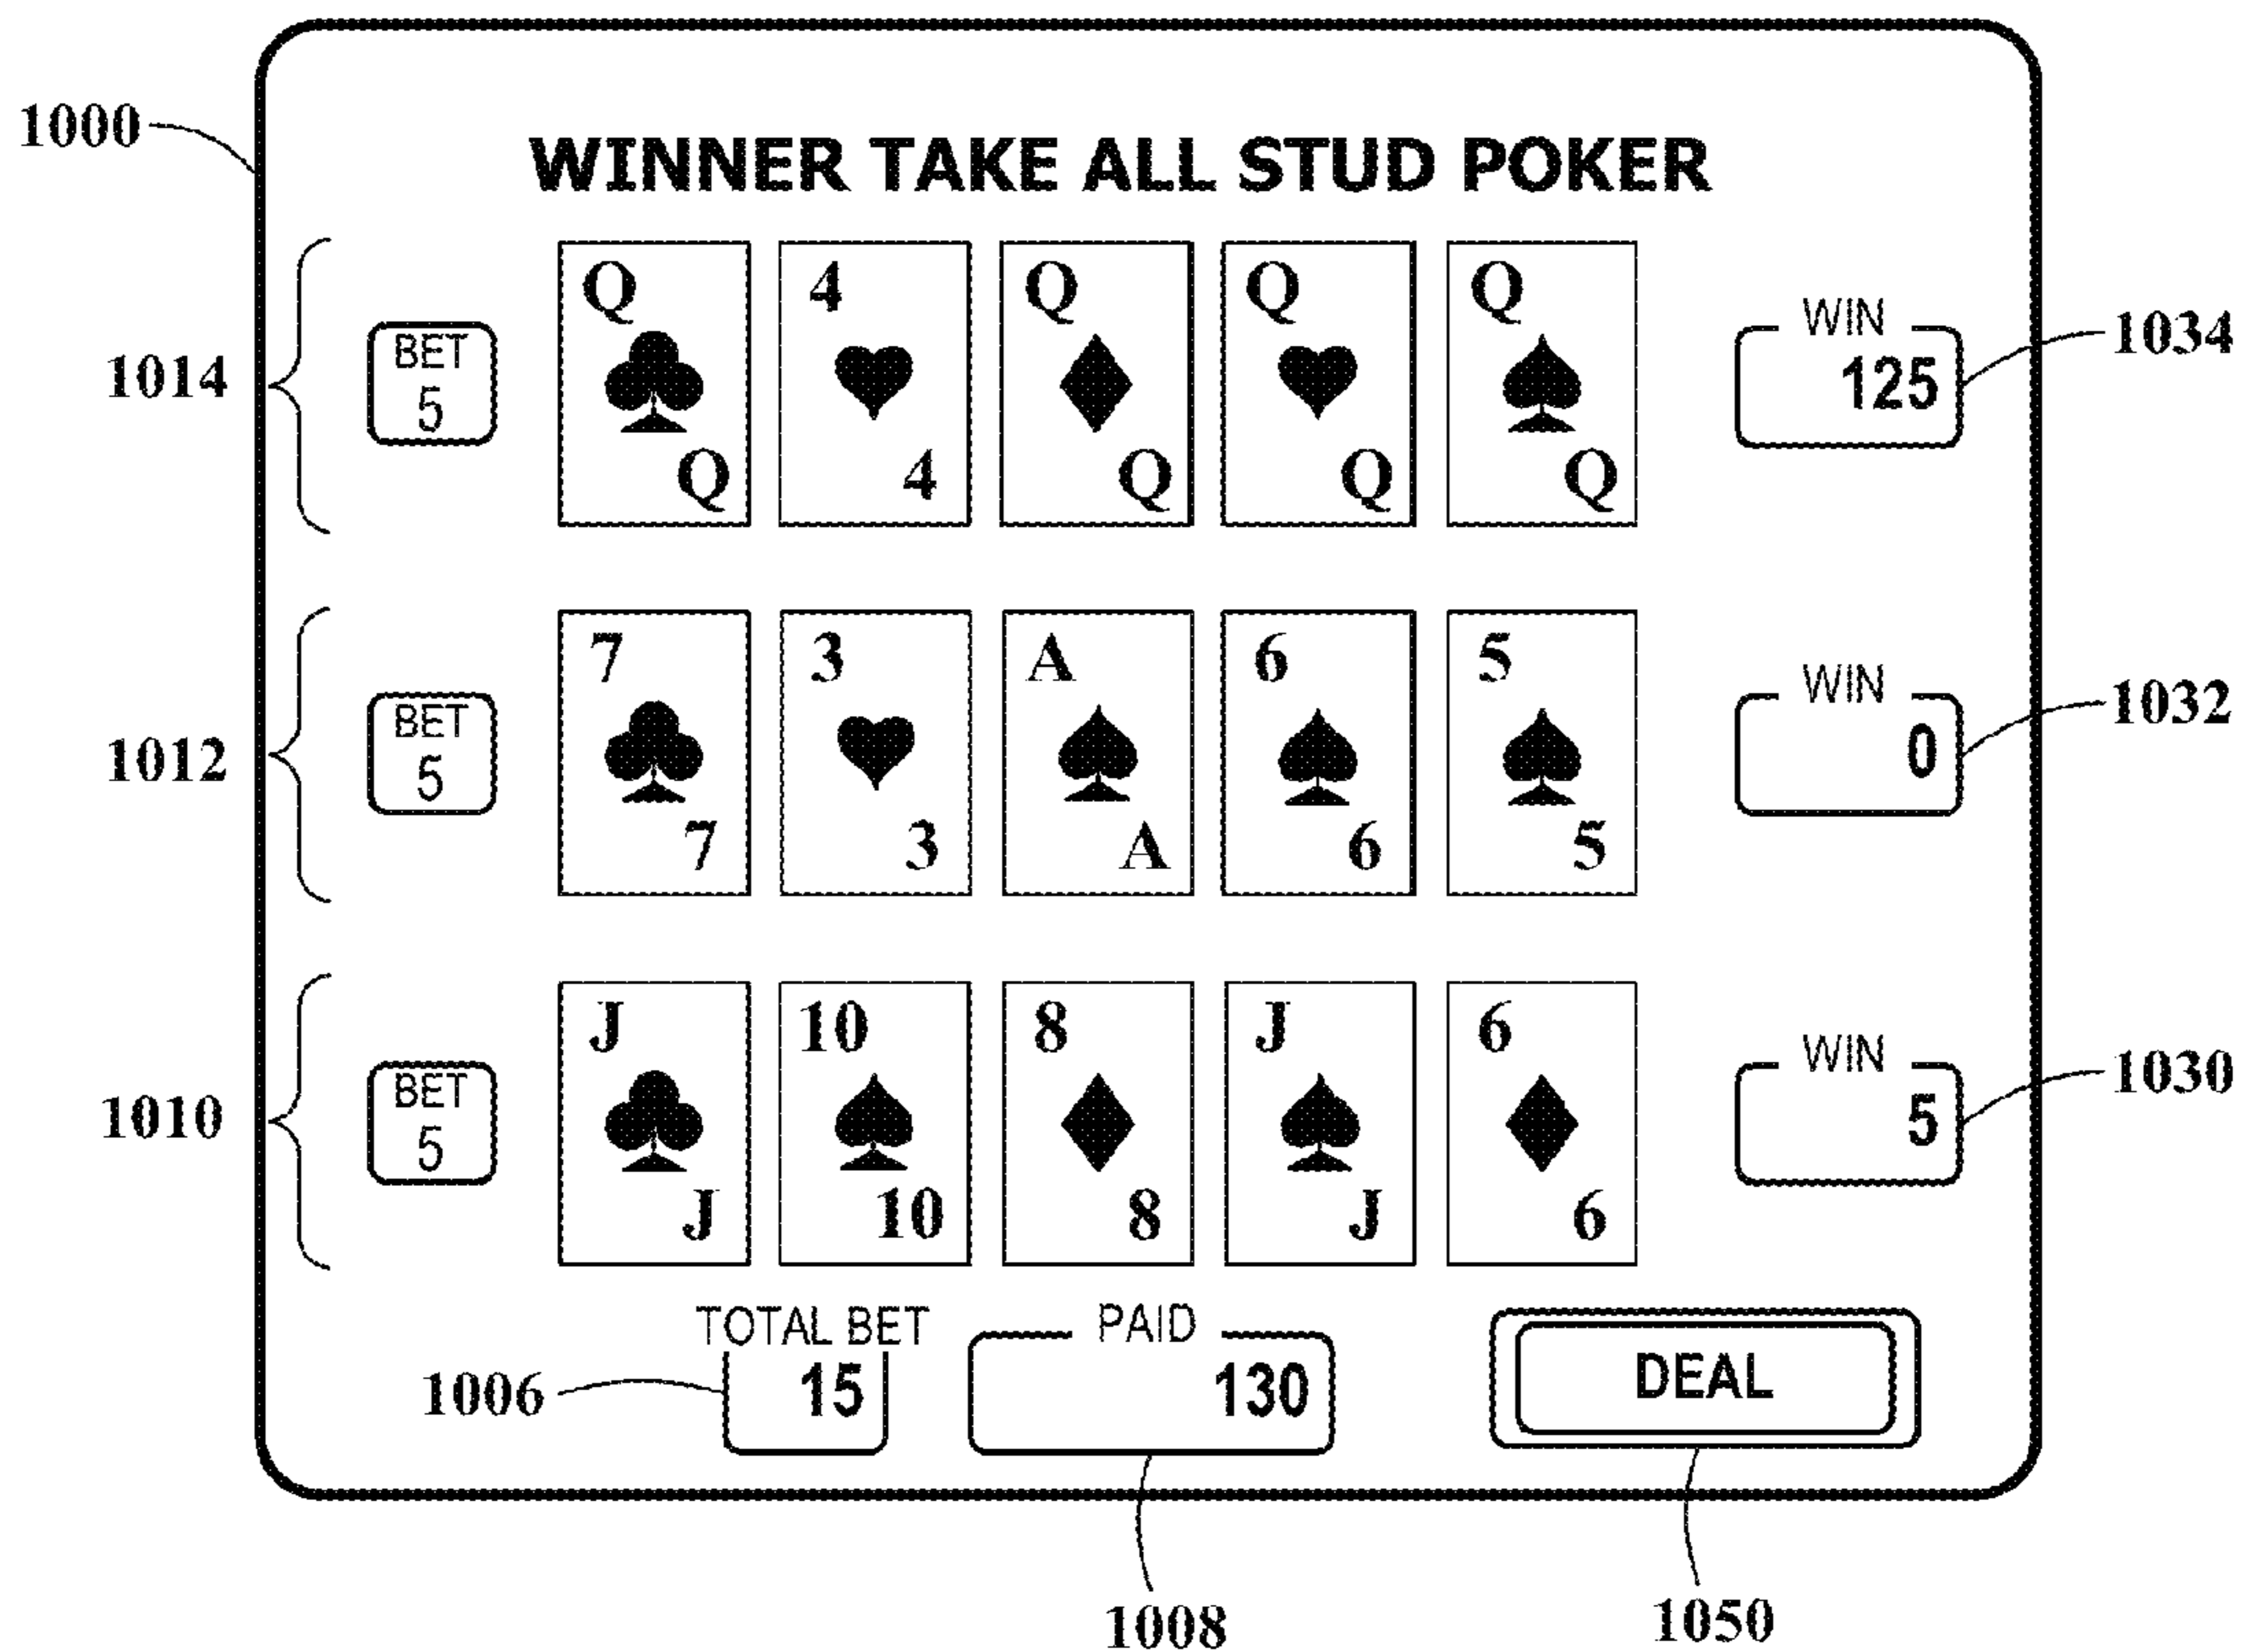 1000
WINNER TAKE ALL STUD POKER
1014
BET
5
Q 4 Q Q Q
Q 4 Q Q Q
WIN
125
1034
1012
BET
5
7 3 A 6 5
7 3 A 6 5
WIN
0
1032
1010
BET
5
J 10 8 J 6
J 10 8 J 6
WIN
5
1030
1006
TOTAL BET
15
PAID
130
DEAL
1008
1050